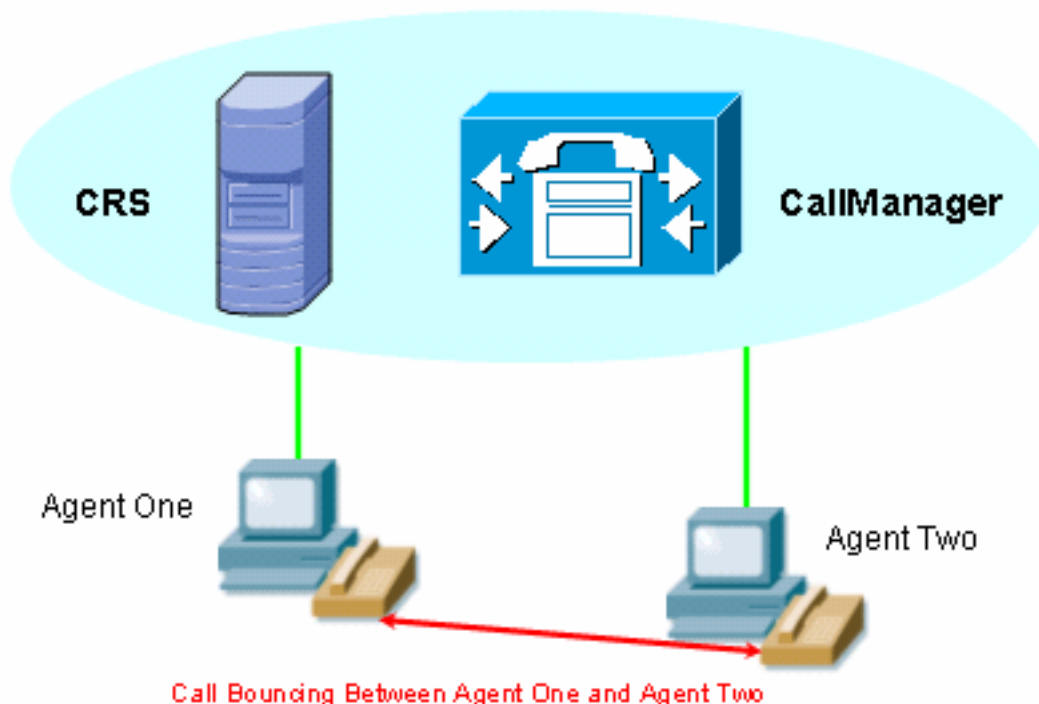 CRS
CallManager
Agent One
Agent Two
Call Bouncing Between Agent One and Agent Two